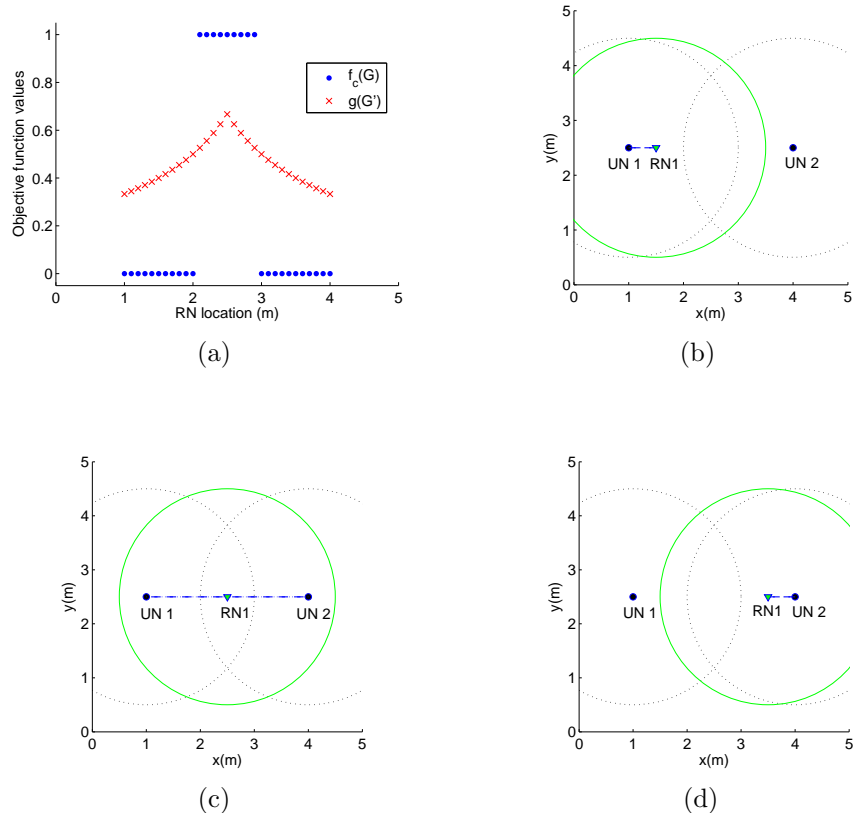 1
0.8
0.6
0.4
0.2
0
0 1 2 3 4 5
Objective function values
RN location (m)
f_c(G)
g(G')
(a)
5
4
3
2
1
0
0 1 2 3 4 5
y(m)
x(m)
UN 1 RN1 UN 2
(b)
5
4
3
2
1
0
0 1 2 3 4 5
y(m)
x(m)
UN 1 RN1 UN 2
(c)
5
4
3
2
1
0
0 1 2 3 4 5
y(m)
x(m)
UN 1 RN1 UN 2
(d)